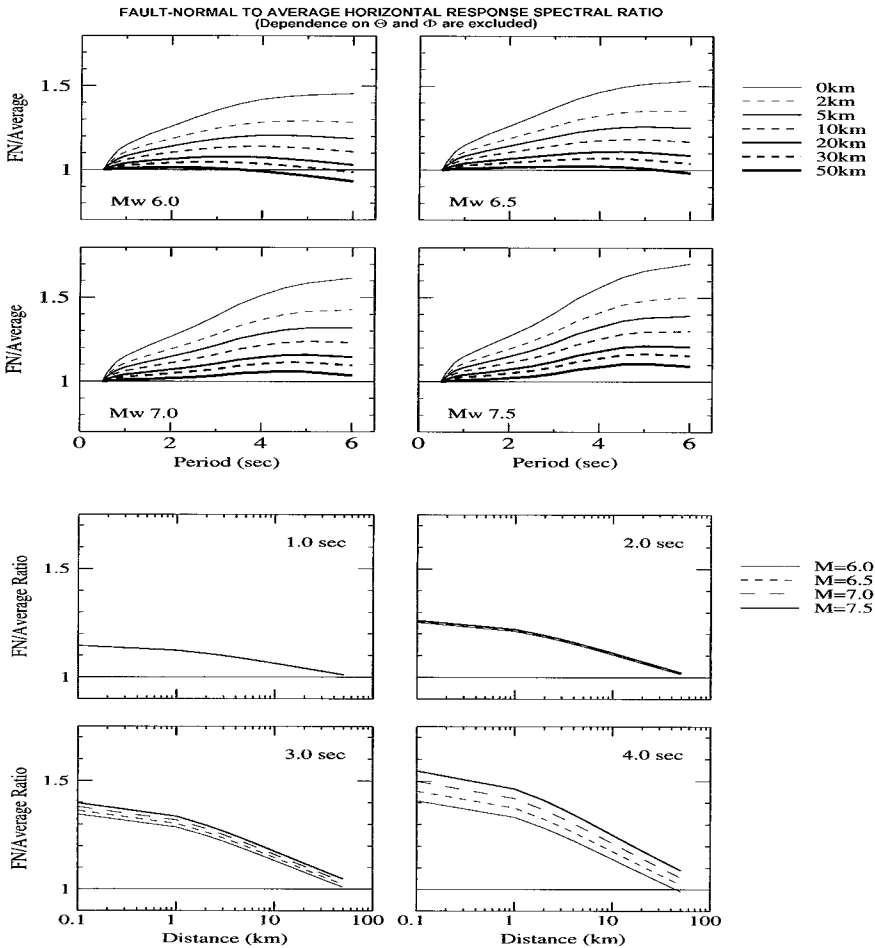 FAULT-NORMAL TO AVERAGE HORIZONTAL RESPONSE SPECTRAL RATIO
(Dependence on Θ and Φ are excluded)
FN/Average
1.5
1
Mw 6.0
Mw 6.5
0km
2km
5km
10km
20km
30km
50km
FN/Average
1.5
1
Mw 7.0
Mw 7.5
0 2 4 6
0 2 4 6
Period (sec)
Period (sec)
FN/Average Ratio
1.5
1
1.0 sec
2.0 sec
M=6.0
M=6.5
M=7.0
M=7.5
FN/Average Ratio
1.5
1
3.0 sec
4.0 sec
0.1 1 10 100
0.1 1 10 100
Distance (km)
Distance (km)